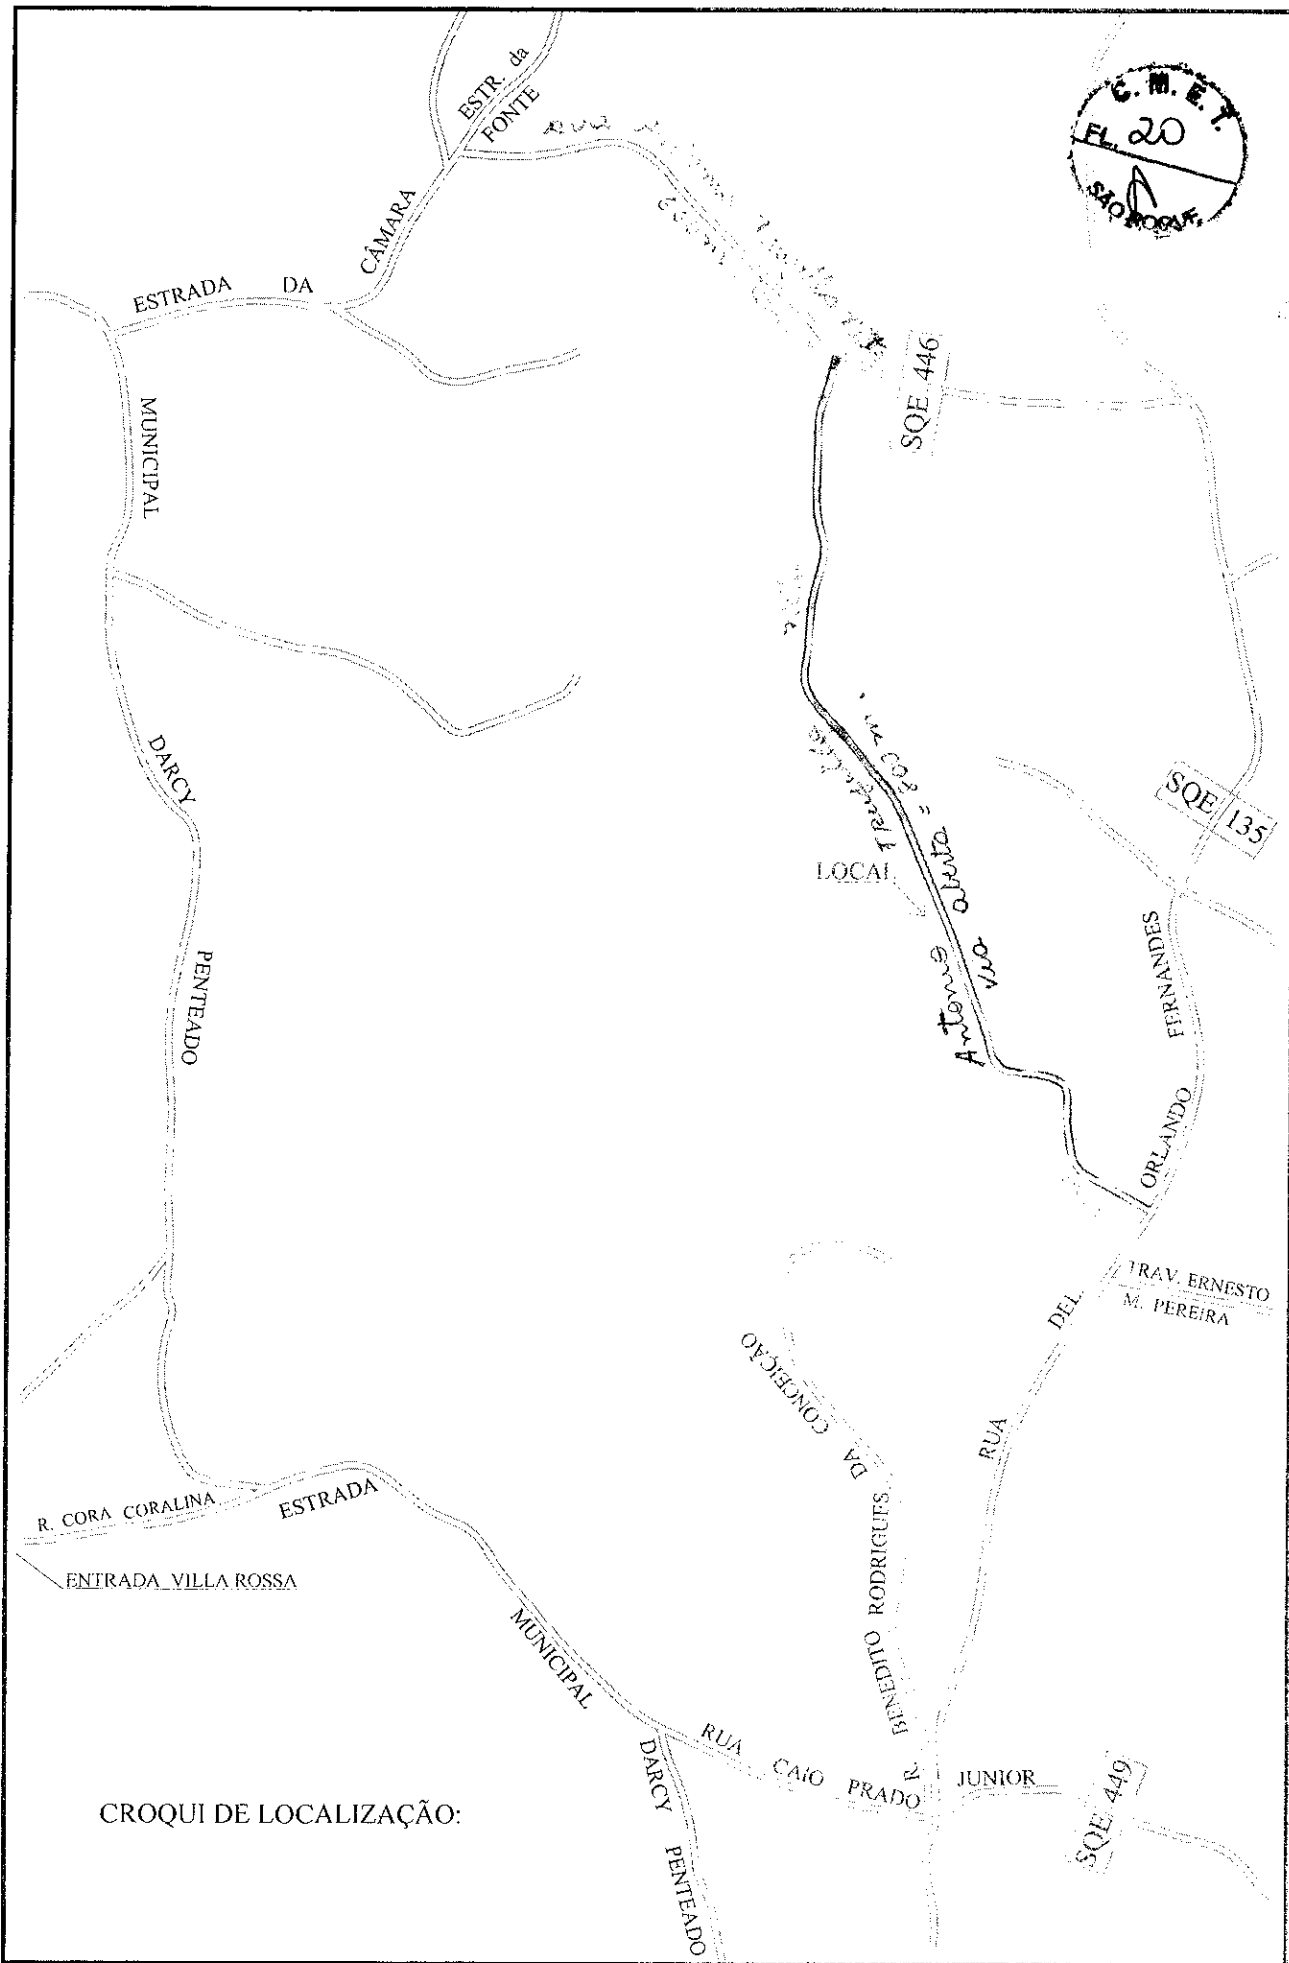 C. M. E. T.
FL. 20
SÃO ROQUE
ESTR. da
FONTE
ESTRADA DA CÂMARA
SQE 446
MUNICIPAL
DARCY
PENTEADO
LOCAL
Antonio
via aberta = 800 m.
SQE 135
RUA DEL. ORLANDO FERNANDES
TRAV. ERNESTO
M. PEREIRA
R. BENEDITO RODRIGUES DA CONCEIÇÃO
R. CORA CORALINA
ENTRADA VILLA ROSSA
ESTRADA
MUNICIPAL
DARCY
PENTEADO
RUA CAIO PRADO JUNIOR
SQE 449
CROQUI DE LOCALIZAÇÃO: